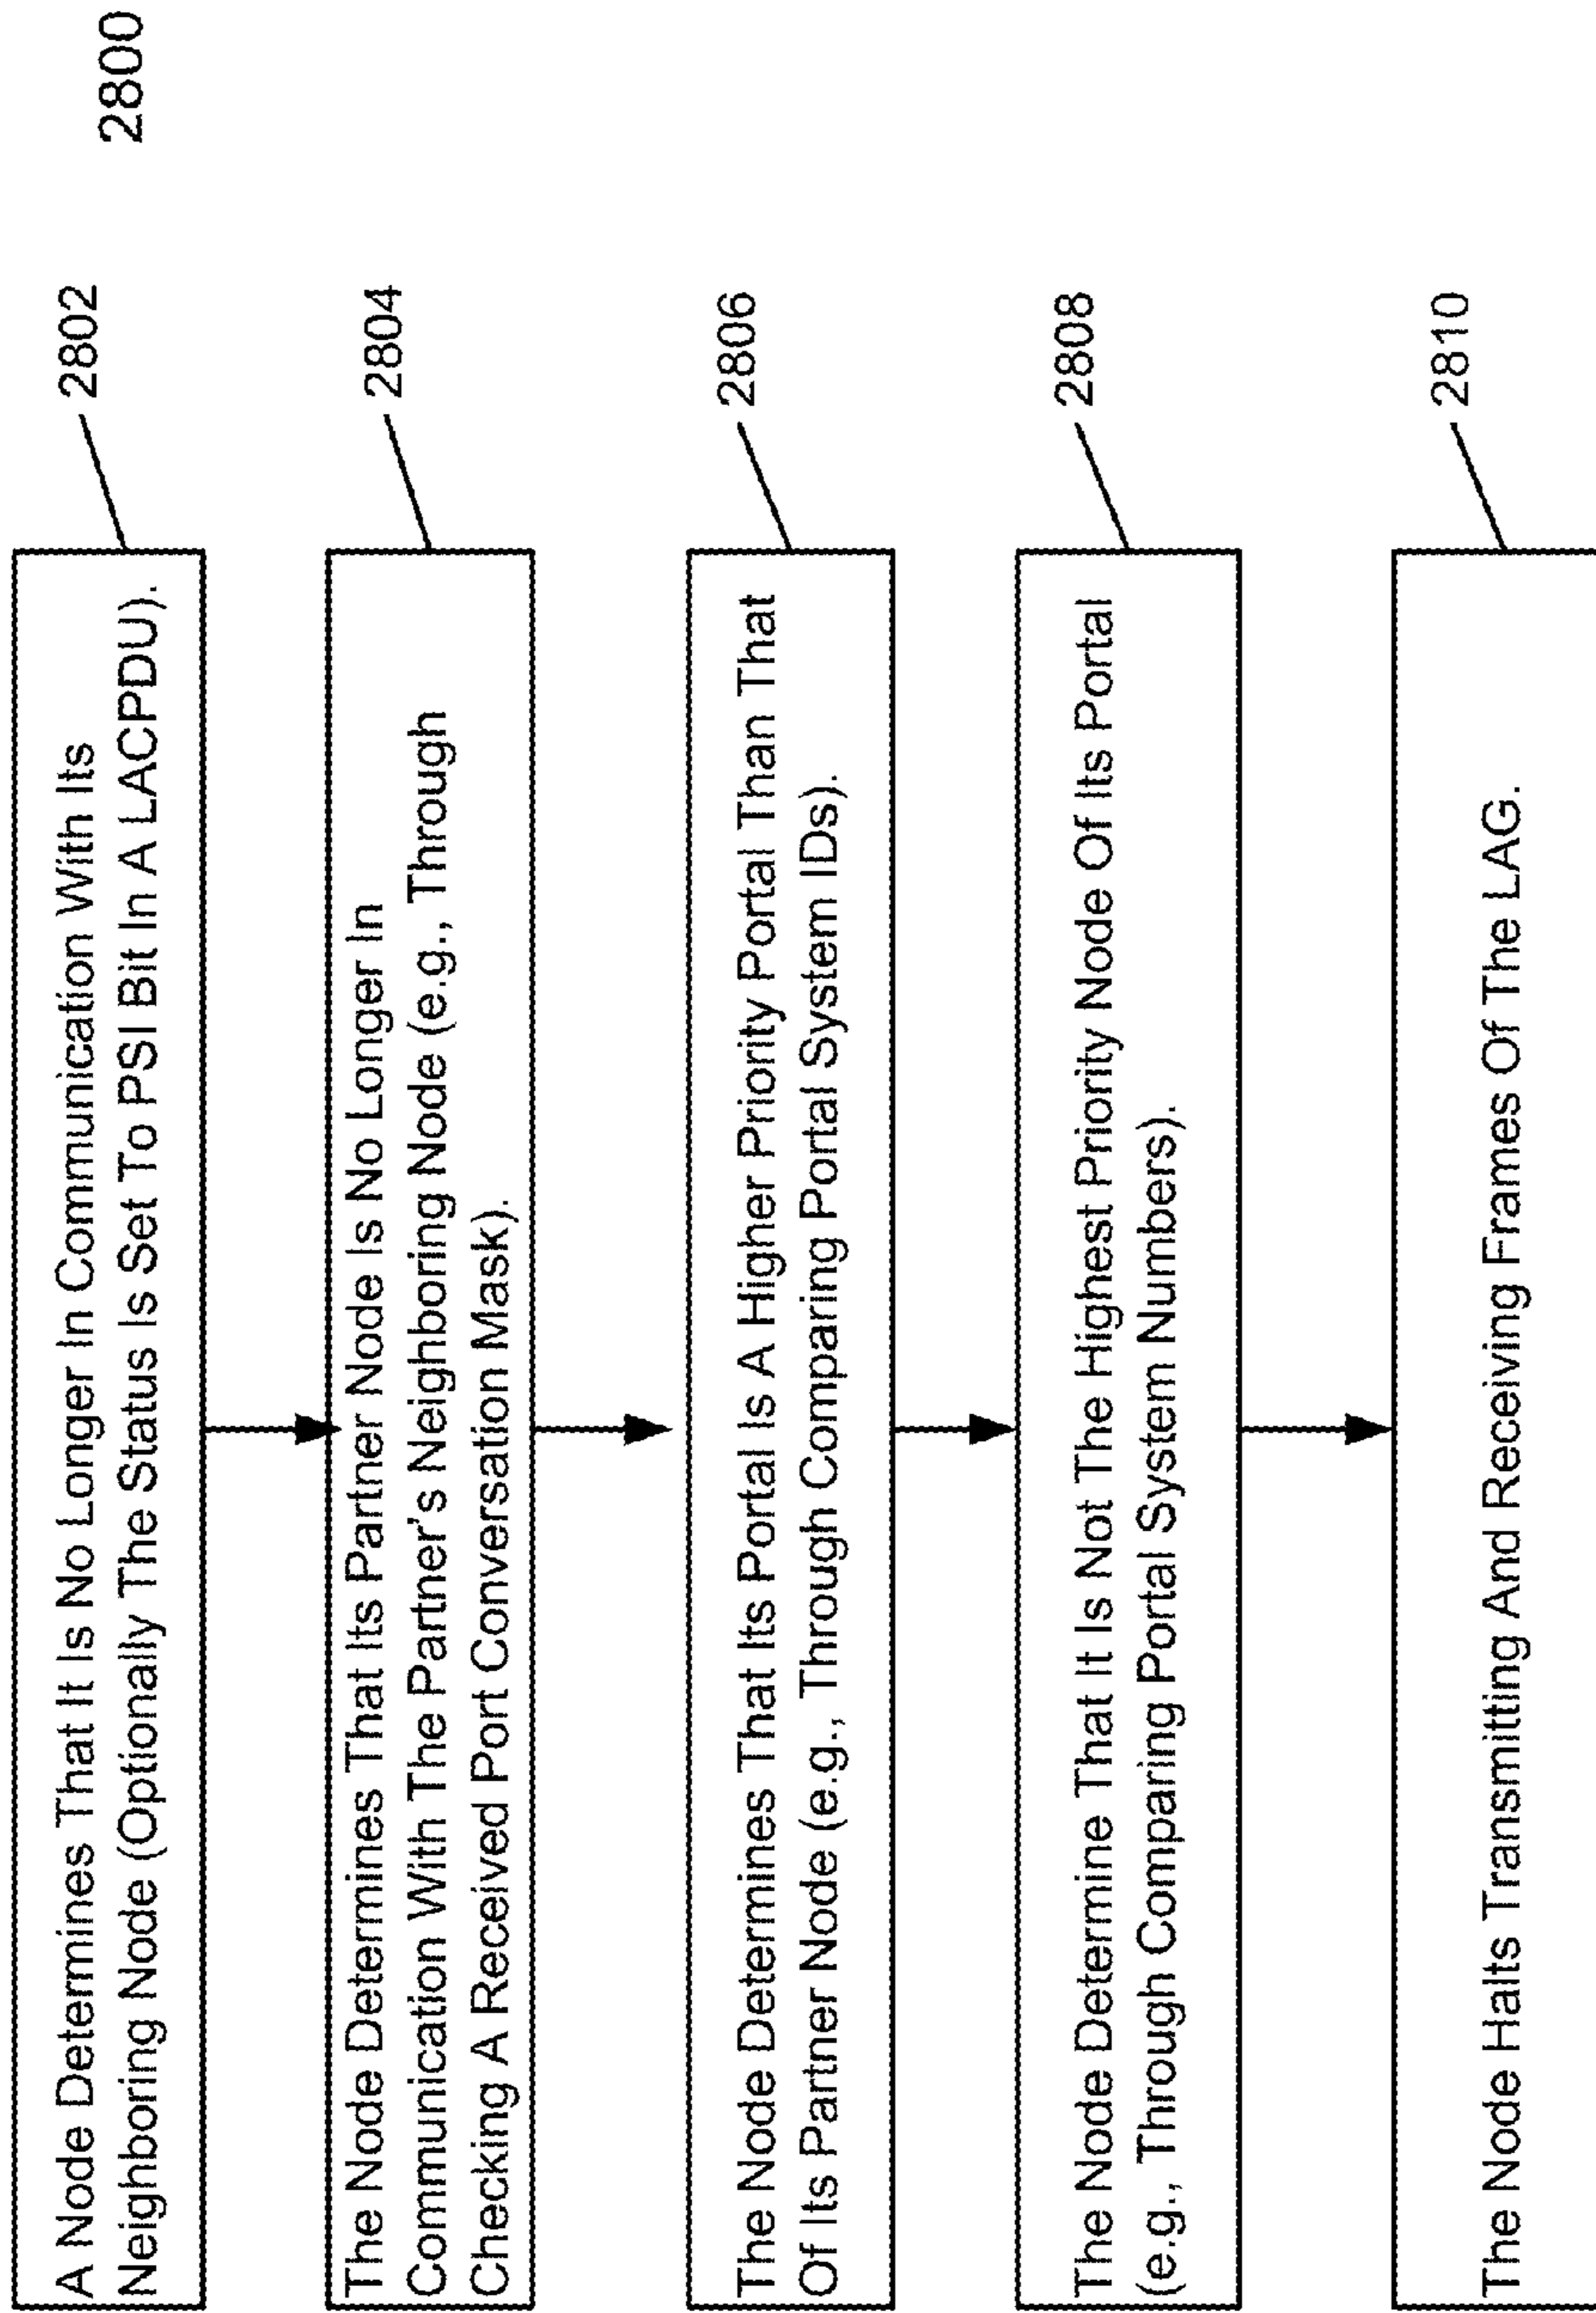 2800
A Node Determines That It Is No Longer In Communication With Its
Neighboring Node (Optionally The Status Is Set To PSI Bit In A LACPDU).
2802
The Node Determines That Its Partner Node Is No Longer In
Communication With The Partner's Neighboring Node (e.g., Through
Checking A Received Port Conversation Mask).
2804
The Node Determines That Its Portal Is A Higher Priority Portal Than That
Of Its Partner Node (e.g., Through Comparing Portal System IDs).
2806
The Node Determine That It Is Not The Highest Priority Node Of Its Portal
(e.g., Through Comparing Portal System Numbers).
2808
The Node Halts Transmitting And Receiving Frames Of The LAG.
2810